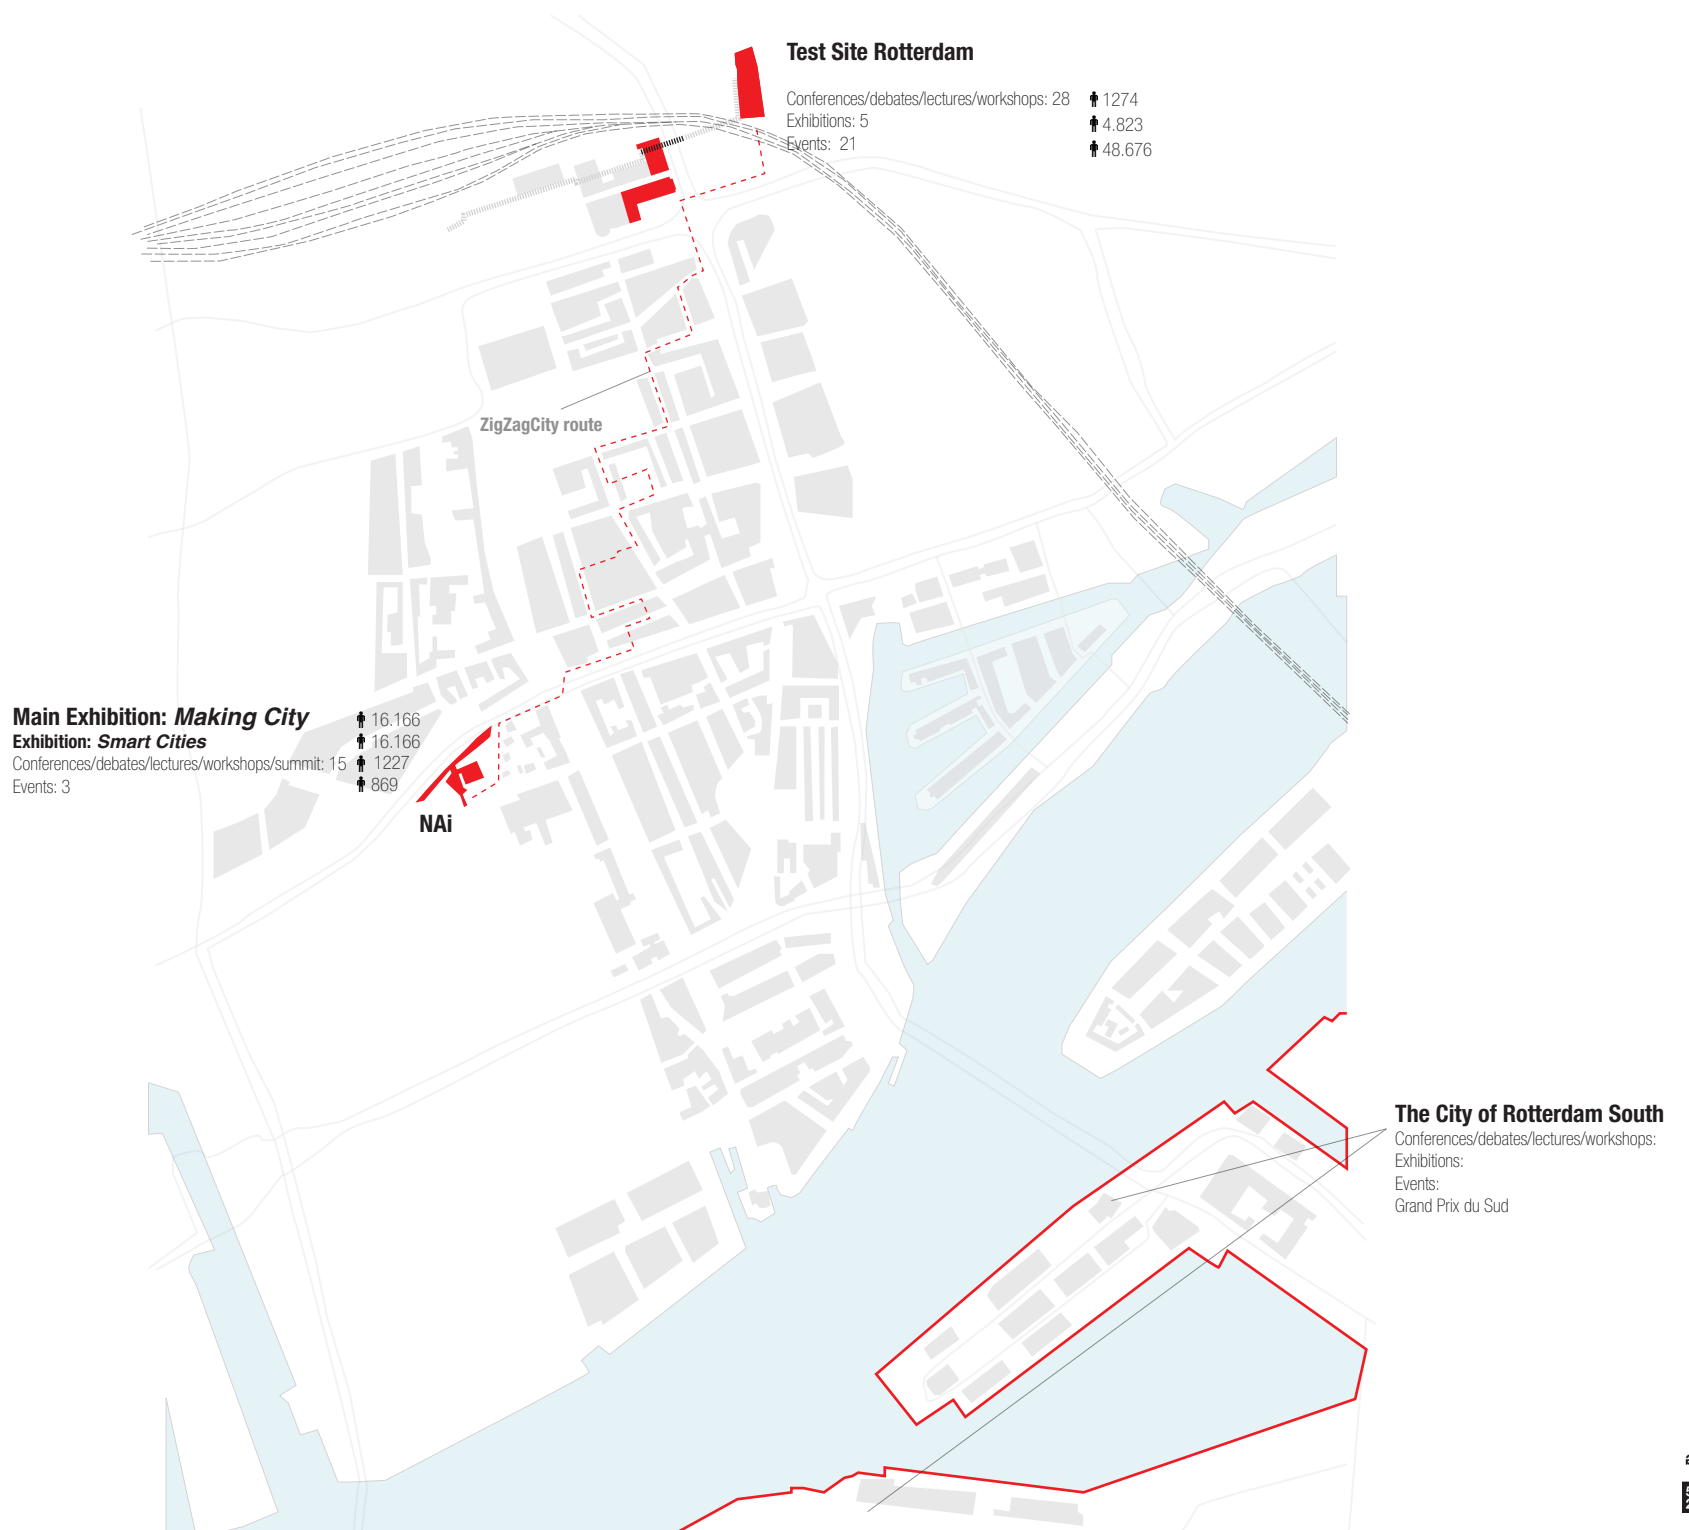 Test Site Rotterdam
Conferences/debates/lectures/workshops: 28 1274
Exhibitions: 5 4.823
Events: 21 48.676
ZigZagCity route
Main Exhibition: Making City 16.166
Exhibition: Smart Cities 16.166
Conferences/debates/lectures/workshops/summit: 15 1227
Events: 3 869
NAi
The City of Rotterdam South
Conferences/debates/lectures/workshops:
Exhibitions:
Events:
Grand Prix du Sud